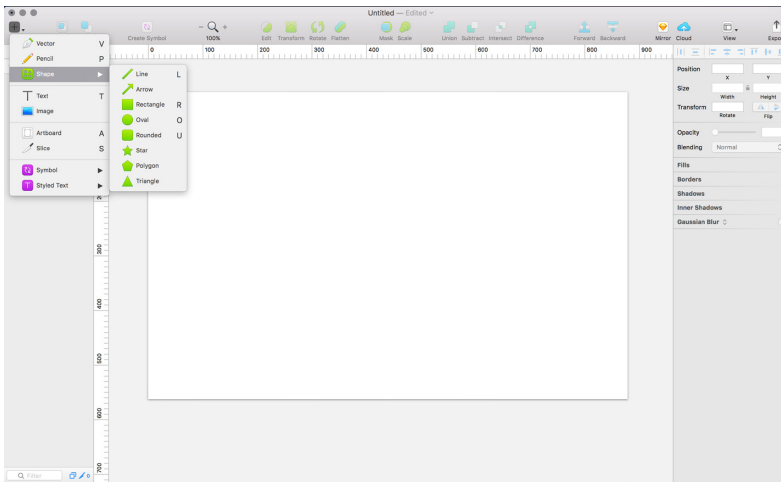 Untitled — Edited
Create Symbol
100%
Edit Transform Rotate Flatten
Mask Scale
Union Subtract Intersect Difference
Forward Backward
Mirror Cloud
View
Expo
0 100 200 300 400 500 600 700 800 900
Vector V
Pencil P
Shape
Text T
Image
Artboard A
Slice S
Symbol
Styled Text
Line L
Arrow
Rectangle R
Oval O
Rounded U
Star
Polygon
Triangle
300
400
500
600
700
Position
X Y
Size
Width Height
Transform
Rotate Flip
Opacity
Blending Normal
Fills
Borders
Shadows
Inner Shadows
Gaussian Blur
Filter
0